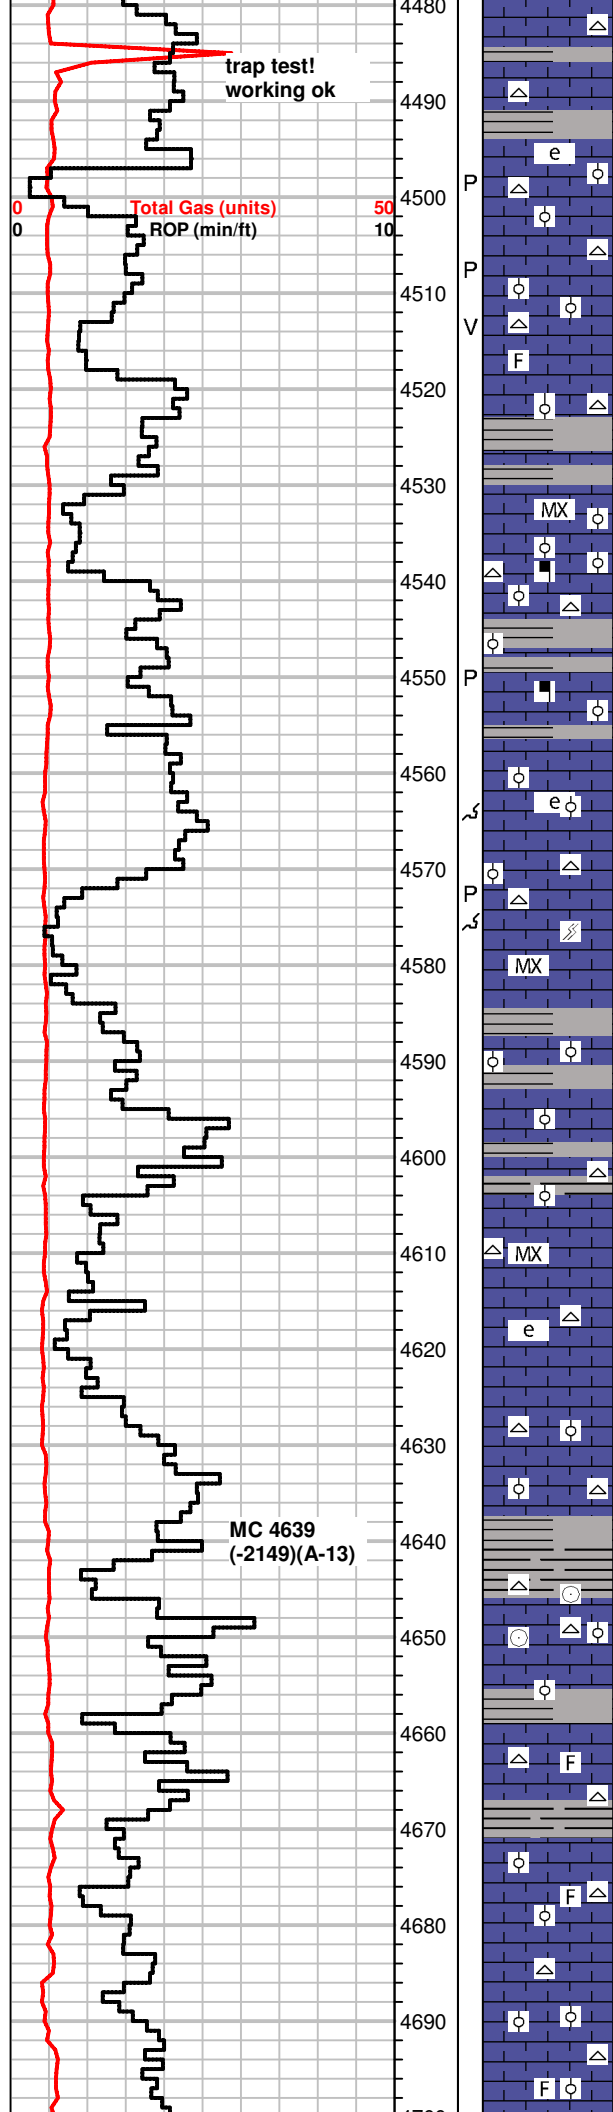 4480
trap test!
working ok
4490
e
P
4500
0 Total Gas (units) 50
0 ROP (min/ft) 10
P
4510
V
F
4520
4530
MX
4540
4550
P
4560
e
4570
P
4580
MX
4590
4600
4610
MX
e
4620
4630
MC 4639
(-2149)(A-13)
4640
4650
4660
F
4670
F
4680
4690
F